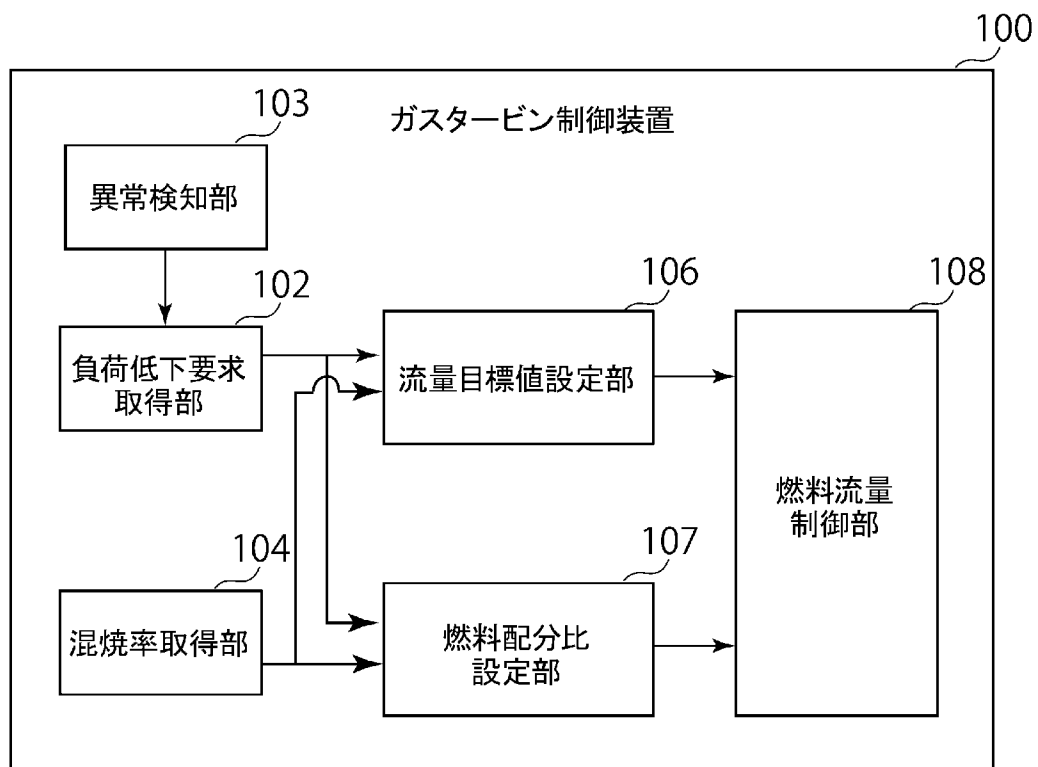 100
ガスタービン制御装置
103
異常検知部
102
負荷低下要求
取得部
106
流量目標値設定部
108
燃料流量
制御部
104
混焼率取得部
107
燃料配分比
設定部